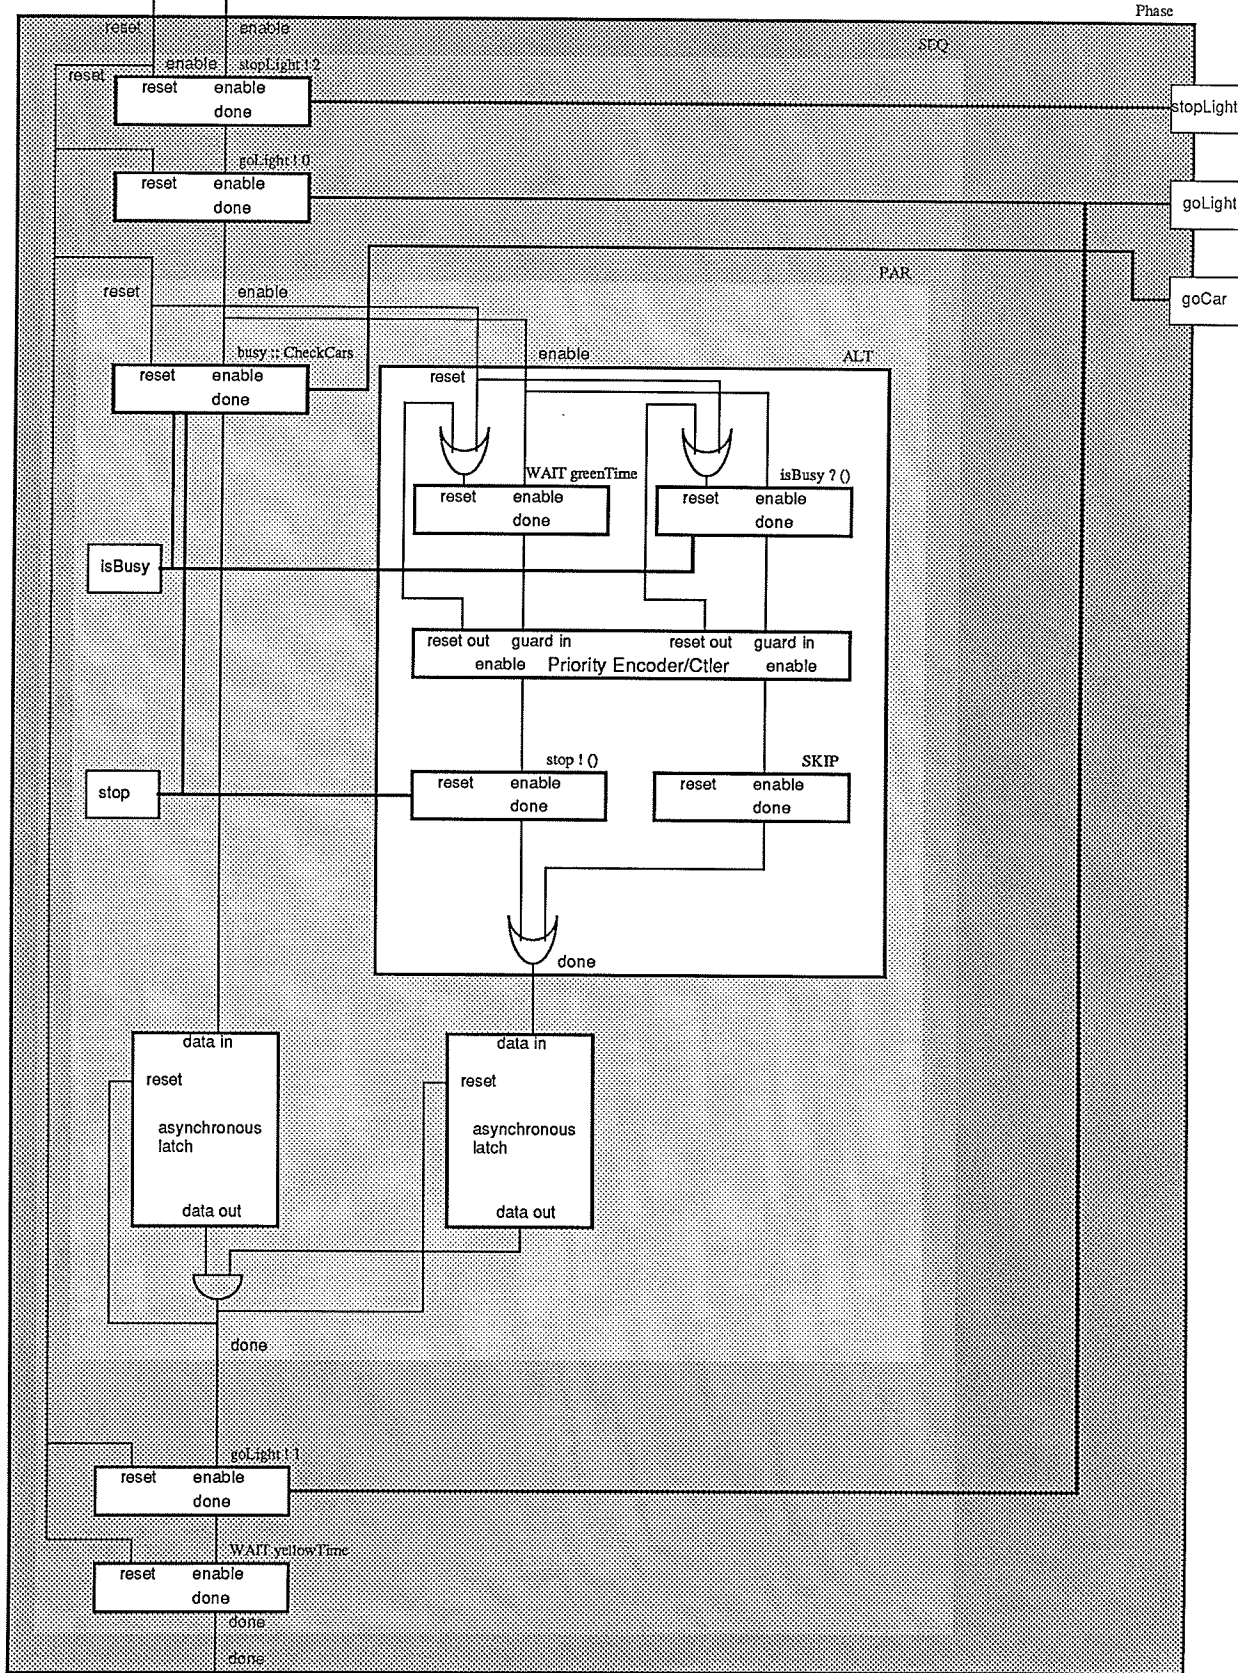 Phase
reset enable
SEQ
reset enable stopLight ! 2
reset enable
done
stopLight
goLight ! 0
reset enable
done
goLight
PAR
reset enable
goCar
busy :: CheckCars
enable
ALT
reset enable
done
reset
WAIT greenTime
isBusy ? ()
reset enable
done
reset enable
done
isBusy
reset out guard in reset out guard in
enable Priority Encoder/Ctler enable
stop ! ()
SKIP
stop
reset enable
done
reset enable
done
done
data in
reset
asynchronous
latch
data out
data in
reset
asynchronous
latch
data out
done
goLight ! 1
reset enable
done
WAIT yellowTime
reset enable
done
done
done